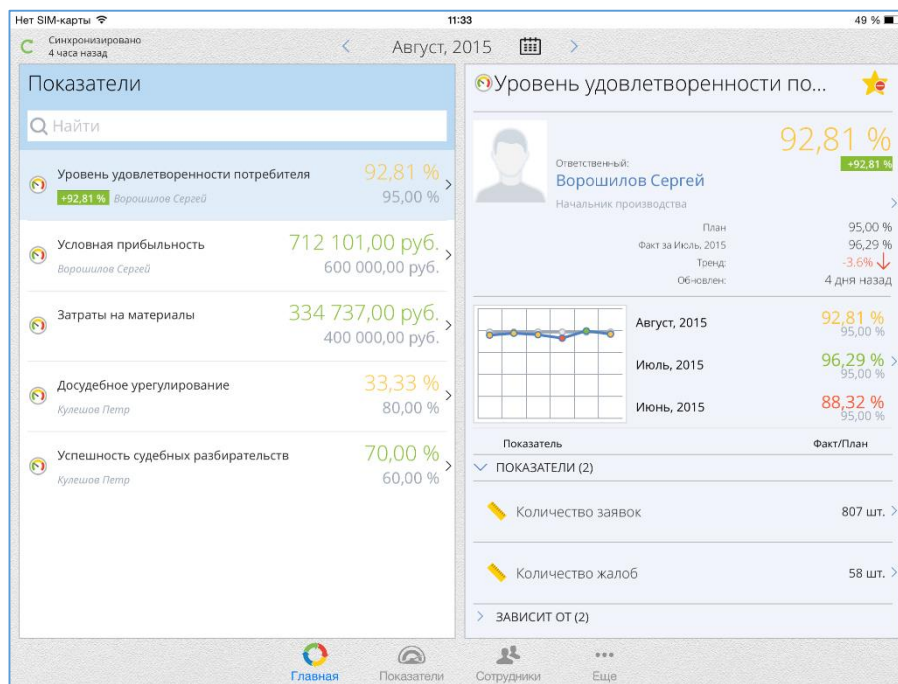 Нет SIM-карты
11:33
49 %
Синхронизировано
4 часа назад
Август, 2015
Показатели
Найти
Уровень удовлетворенности потребителя
92,81 %
+92,81 %
Ворошилов Сергей
95,00 %
Условная прибыльность
712 101,00 руб.
Ворошилов Сергей
600 000,00 руб.
Затраты на материалы
334 737,00 руб.
400 000,00 руб.
Досудебное урегулирование
33,33 %
Кулешов Петр
80,00 %
Успешность судебных разбирательств
70,00 %
Кулешов Петр
60,00 %
Уровень удовлетворенности по...
92,81 %
+92,81 %
Ответственный:
Ворошилов Сергей
Начальник производства
План 95,00 %
Факт за Июль, 2015 96,29 %
Тренд: -3.6%
Обновлен: 4 дня назад
Август, 2015 92,81 %
95,00 %
Июль, 2015 96,29 %
95,00 %
Июнь, 2015 88,32 %
95,00 %
Показатель Факт/План
ПОКАЗАТЕЛИ (2)
Количество заявок 807 шт.
Количество жалоб 58 шт.
ЗАВИСИТ ОТ (2)
Главная Показатели Сотрудники Еще